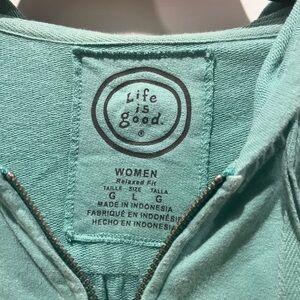 Life
is
good.
®
WOMEN
Relaxed Fit
TAILLE SIZE TALLA
G L G
MADE IN INDONESIA
FABRIQUÉ EN INDONÉSIE
HECHO EN INDONESIA